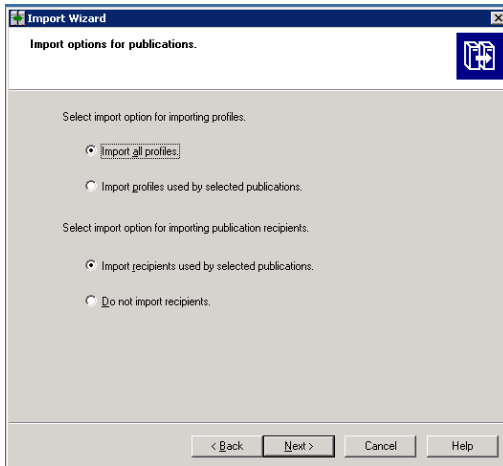 Import Wizard
Import options for publications.
Select import option for importing profiles.
Import all profiles.
Import profiles used by selected publications.
Select import option for importing publication recipients.
Import recipients used by selected publications.
Do not import recipients.
< Back Next > Cancel Help